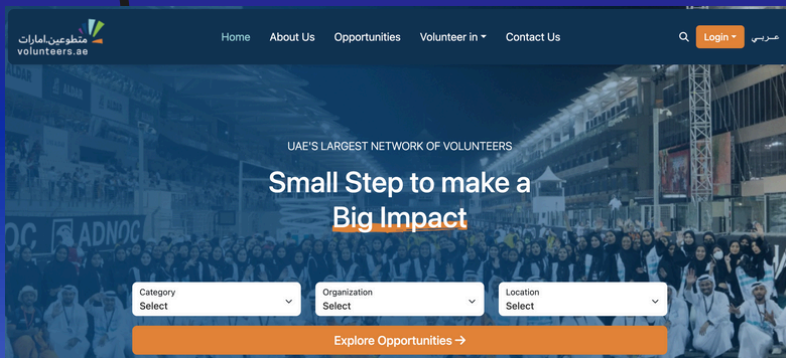 متطوعين.امارات
volunteers.ae
Home About Us Opportunities Volunteer in Contact Us Login عربي
UAE'S LARGEST NETWORK OF VOLUNTEERS
Small Step to make a
Big Impact
ADNOC
Category Organization Location
Select Select Select
Explore Opportunities →